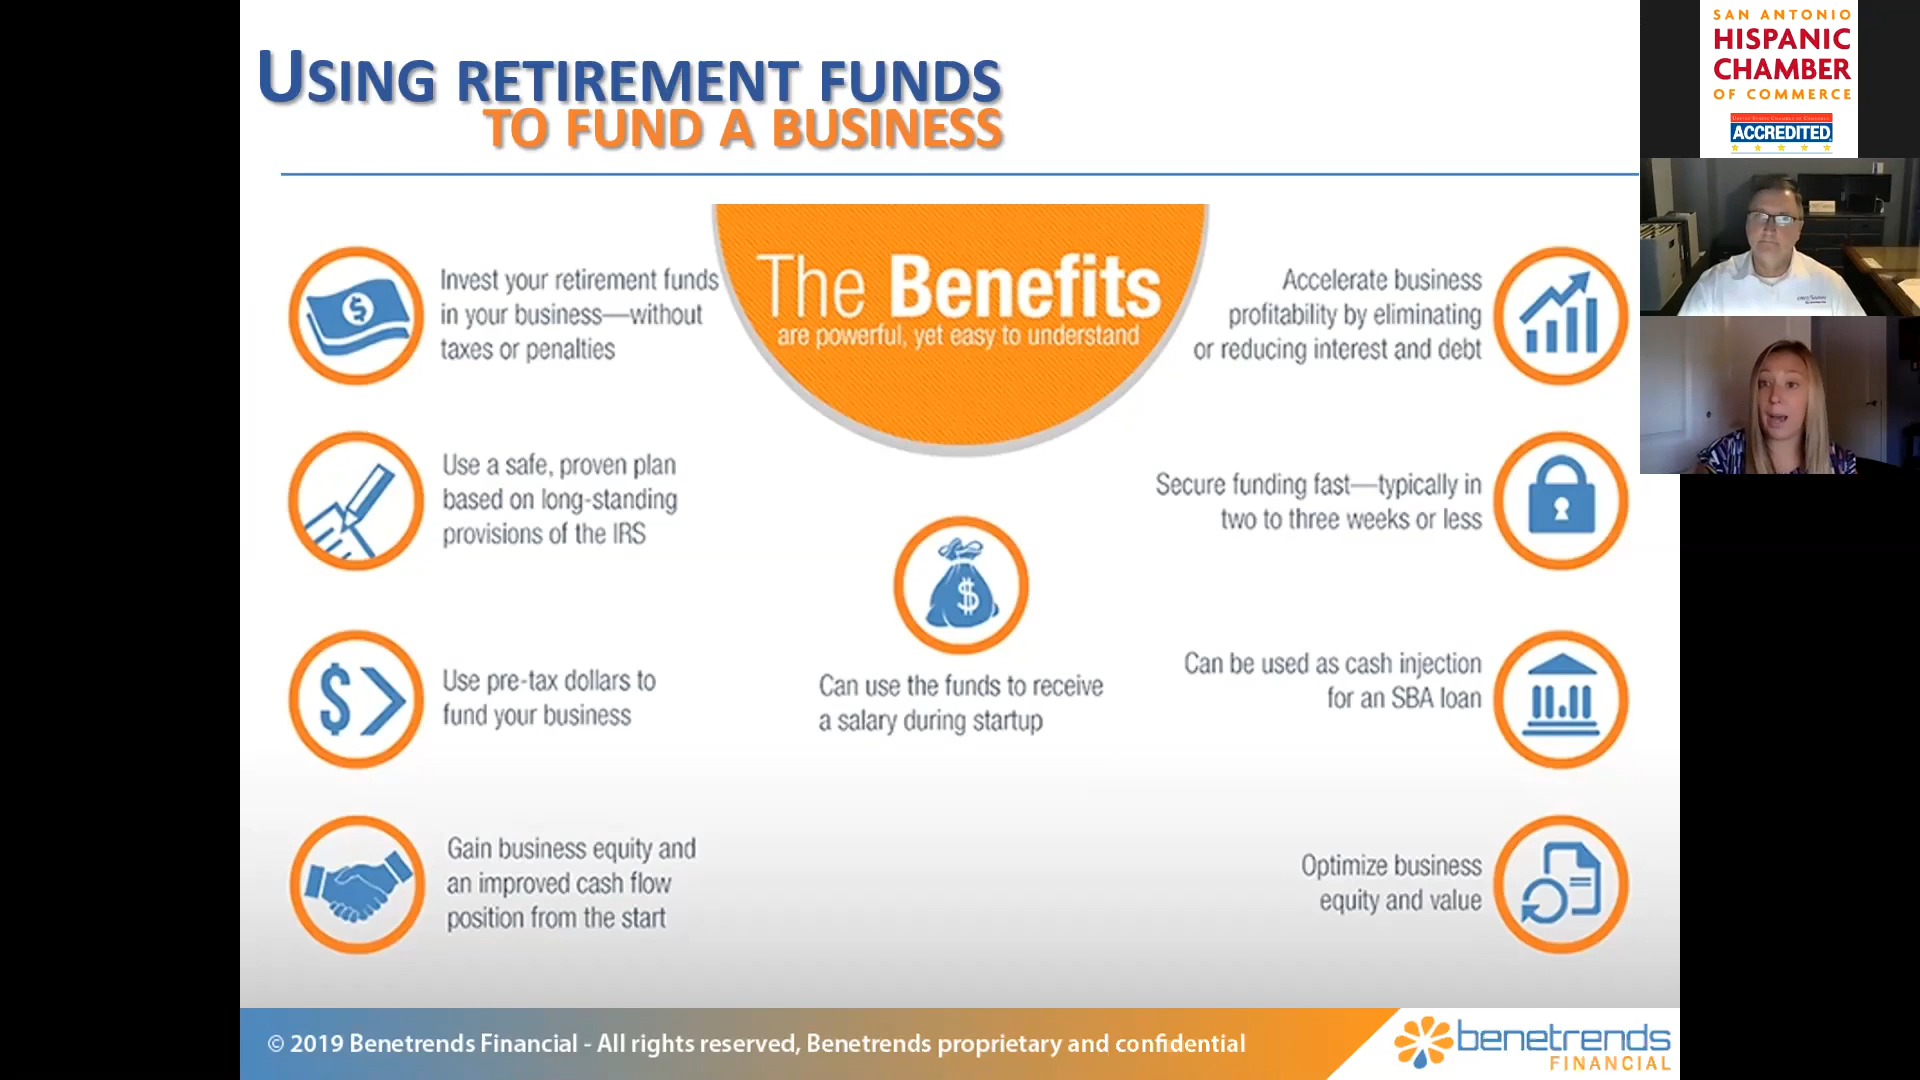 USING RETIREMENT FUNDS
TO FUND A BUSINESS
The Benefits
are powerful, yet easy to understand
Invest your retirement funds
in your business—without
taxes or penalties
Use a safe, proven plan
based on long-standing
provisions of the IRS
Use pre-tax dollars to
fund your business
Gain business equity and
an improved cash flow
position from the start
Can use the funds to receive
a salary during startup
Accelerate business
profitability by eliminating
or reducing interest and debt
Secure funding fast—typically in
two to three weeks or less
Can be used as cash injection
for an SBA loan
Optimize business
equity and value
© 2019 Benetrends Financial - All rights reserved, Benetrends proprietary and confidential
benetrends
FINANCIAL
SAN ANTONIO
HISPANIC
CHAMBER
OF COMMERCE
ACCREDITED